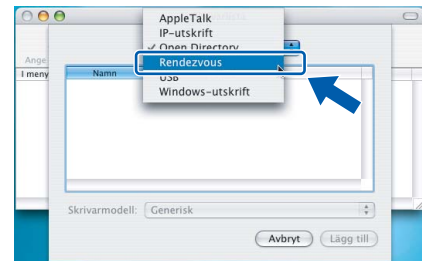 AppleTalk
IP-utskrift
Open Directory
Ange
Rendezvous
I meny
Namn
USB
Windows-utskrift
Skrivarmodell: Generisk
Avbryt
Lägg till